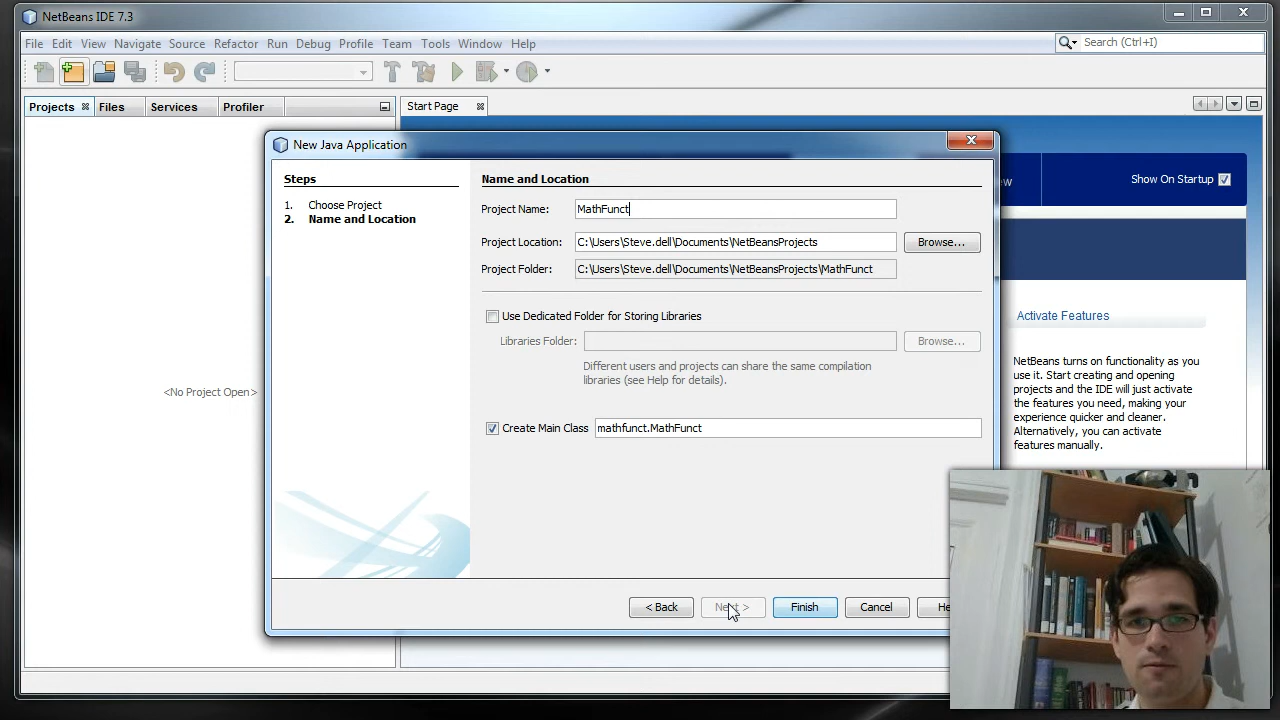 NetBeans IDE 7.3
File Edit View Navigate Source Refactor Run Debug Profile Team Tools Window Help
Search (Ctrl+I)
Projects Files Services Profiler
Start Page
<No Project Open>
Show On Startup
Activate Features
NetBeans turns on functionality as you
use it. Start creating and opening
projects and the IDE will just activate
the features you need, making your
experience quicker and cleaner.
Alternatively, you can activate
features manually.
New Java Application
Steps
1. Choose Project
2. Name and Location
Name and Location
Project Name: MathFunct
Project Location: C:\Users\Steve.dell\Documents\NetBeansProjects Browse...
Project Folder: C:\Users\Steve.dell\Documents\NetBeansProjects\MathFunct
Use Dedicated Folder for Storing Libraries
Libraries Folder: Browse...
Different users and projects can share the same compilation
libraries (see Help for details).
Create Main Class mathfunct.MathFunct
< Back Next > Finish Cancel He